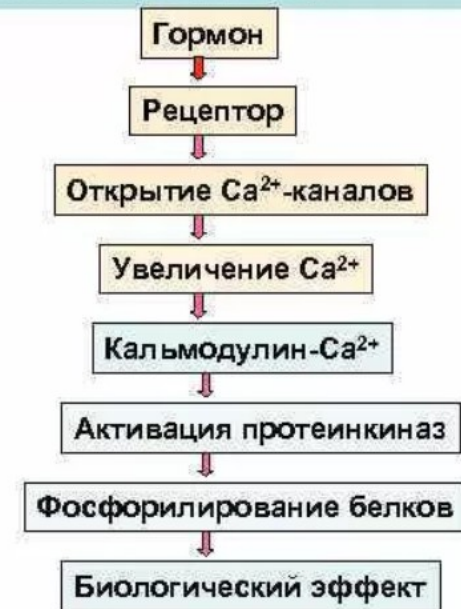 Гормон
Рецептор
Открытие Ca²⁺-каналов
Увеличение Ca²⁺
Кальмодулин-Ca²⁺
Активация протеинкиназ
Фосфорилирование белков
Биологический эффект